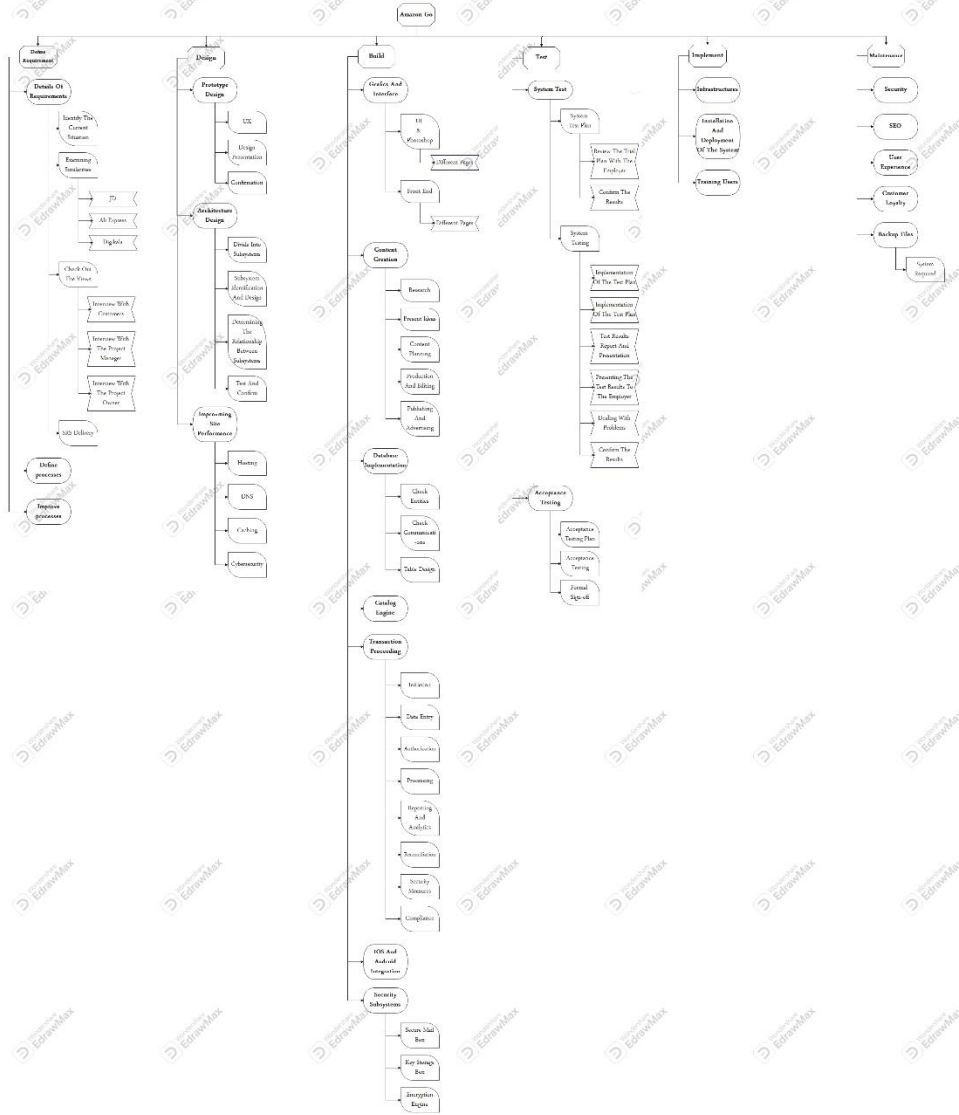 Amazon Go
Define
Requirement
Details Of
Requirements
Identify The
Current
Situation
Examining
Similarities
JD
Ali Express
Digikala
Check Out
The Views
Interview With
Customers
Interview With
The Project
Manager
Interview With
The Project
Owner
SRS Delivery
Define
processes
Improve
processes
Design
Prototype
Design
UX
Design
Presentation
Confirmation
Architecture
Design
Divide Into
Subsystem
Subsystem
Identification
And Design
Determining
The
Relationship
Between
Subsystems
Test And
Confirm
Improving
Site
Performance
Hosting
DNS
Caching
Cybersecurity
Build
Grafics And
Interface
UI
&
Photoshop
Different Pages
Front End
Different Pages
Content
Creation
Research
Present Ideas
Content
Planning
Production
And Editing
Publishing
And
Advertising
Database
Implementation
Check
Entities
Check
Communicati
-ons
Table Design
Catalog
Engine
Transaction
Processing
Initiation
Data Entry
Authorization
Processing
Reporting
And
Analytics
Reconciliation
Security
Measures
Compliance
IOS And
Android
Integration
Security
Subsystems
Secure Mail
Box
Key Storage
Box
Encryption
Engine
Test
System Test
System
Test Plan
Review The Trial
Plan With The
Employer
Confirm The
Results
System
Testing
Implementation
Of The Test Plan
Implementation
Of The Test Plan
Test Results
Report And
Presentation
Presenting The
Test Results To
The Employer
Dealing With
Problems
Confirm The
Results
Acceptance
Testing
Acceptance
Testing Plan
Acceptance
Testing
Formal
Sign-off
Implement
Infrastructures
Installation
And
Deployment
Of The System
Training Users
Maintenance
Security
SEO
User
Experience
Customer
Loyalty
Backup Files
System
Required
Wondershare
EdrawMax